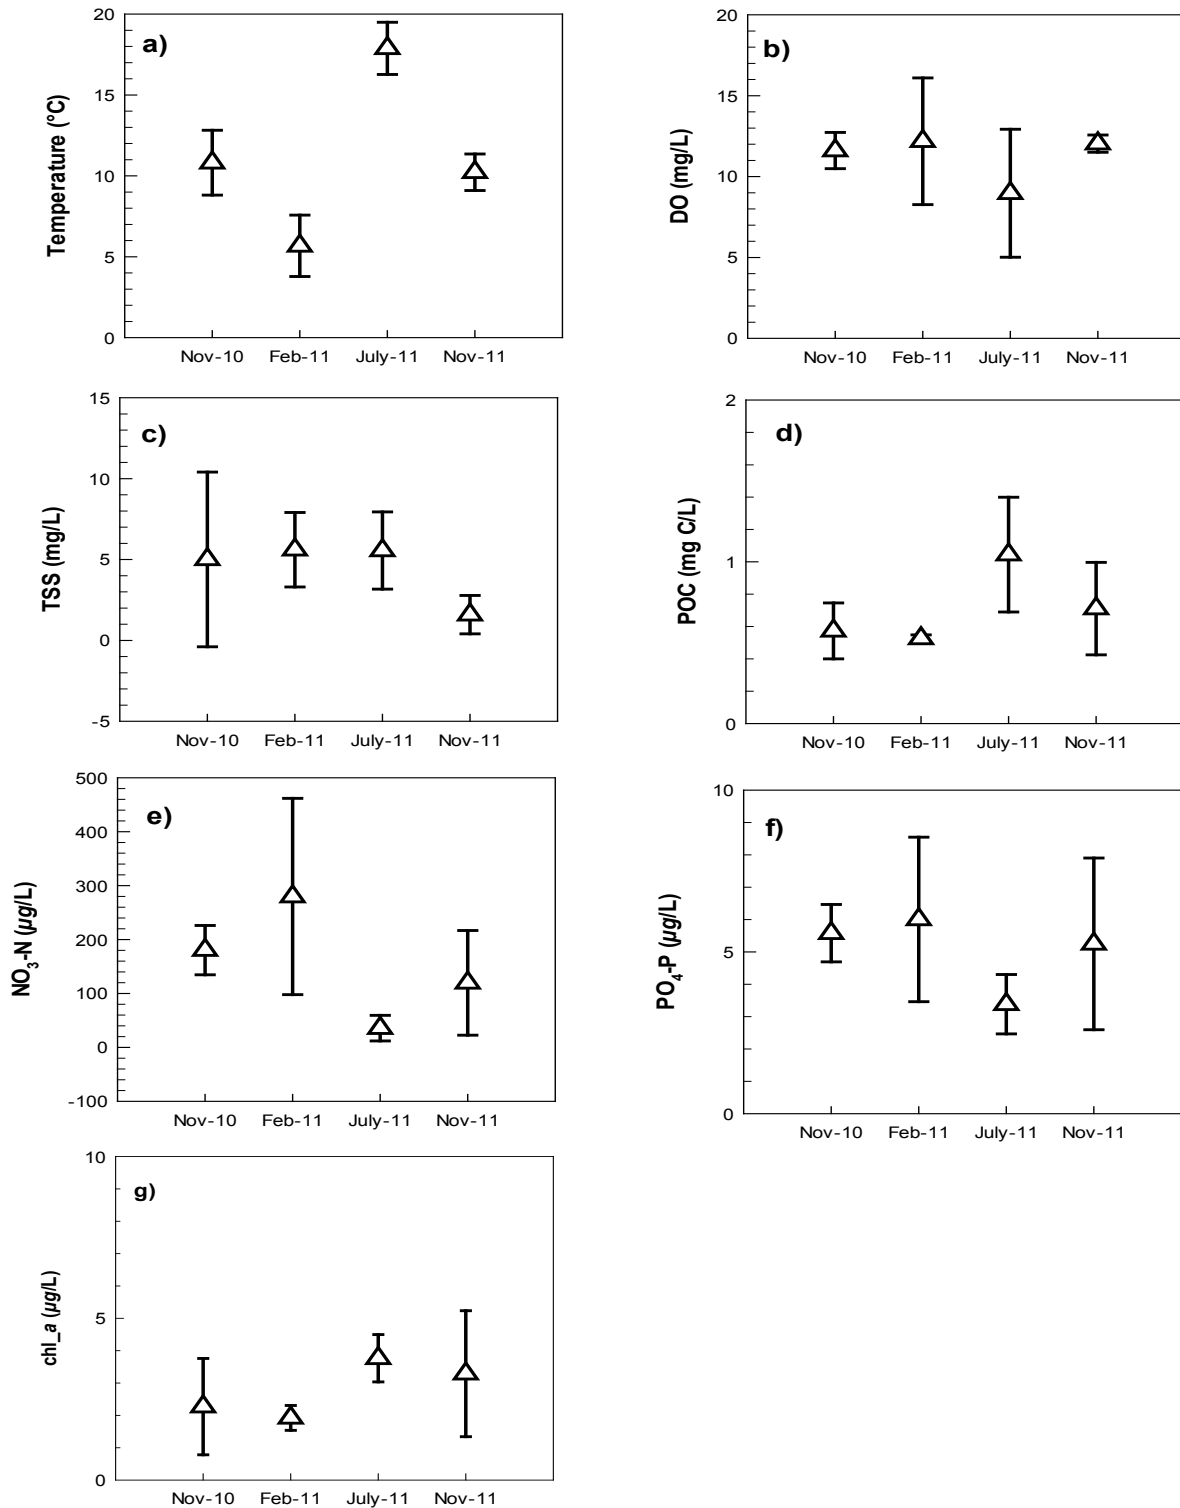 a)
Temperature (°C)
20
15
10
5
0
Nov-10 Feb-11 July-11 Nov-11
b)
DO (mg/L)
20
15
10
5
0
Nov-10 Feb-11 July-11 Nov-11
c)
TSS (mg/L)
15
10
5
0
-5
Nov-10 Feb-11 July-11 Nov-11
d)
POC (mg C/L)
2
1
0
Nov-10 Feb-11 July-11 Nov-11
e)
NO3-N (µg/L)
500
400
300
200
100
0
-100
Nov-10 Feb-11 July-11 Nov-11
f)
PO4-P (µg/L)
10
5
0
Nov-10 Feb-11 July-11 Nov-11
g)
chl_a (µg/L)
10
5
0
Nov-10 Feb-11 July-11 Nov-11